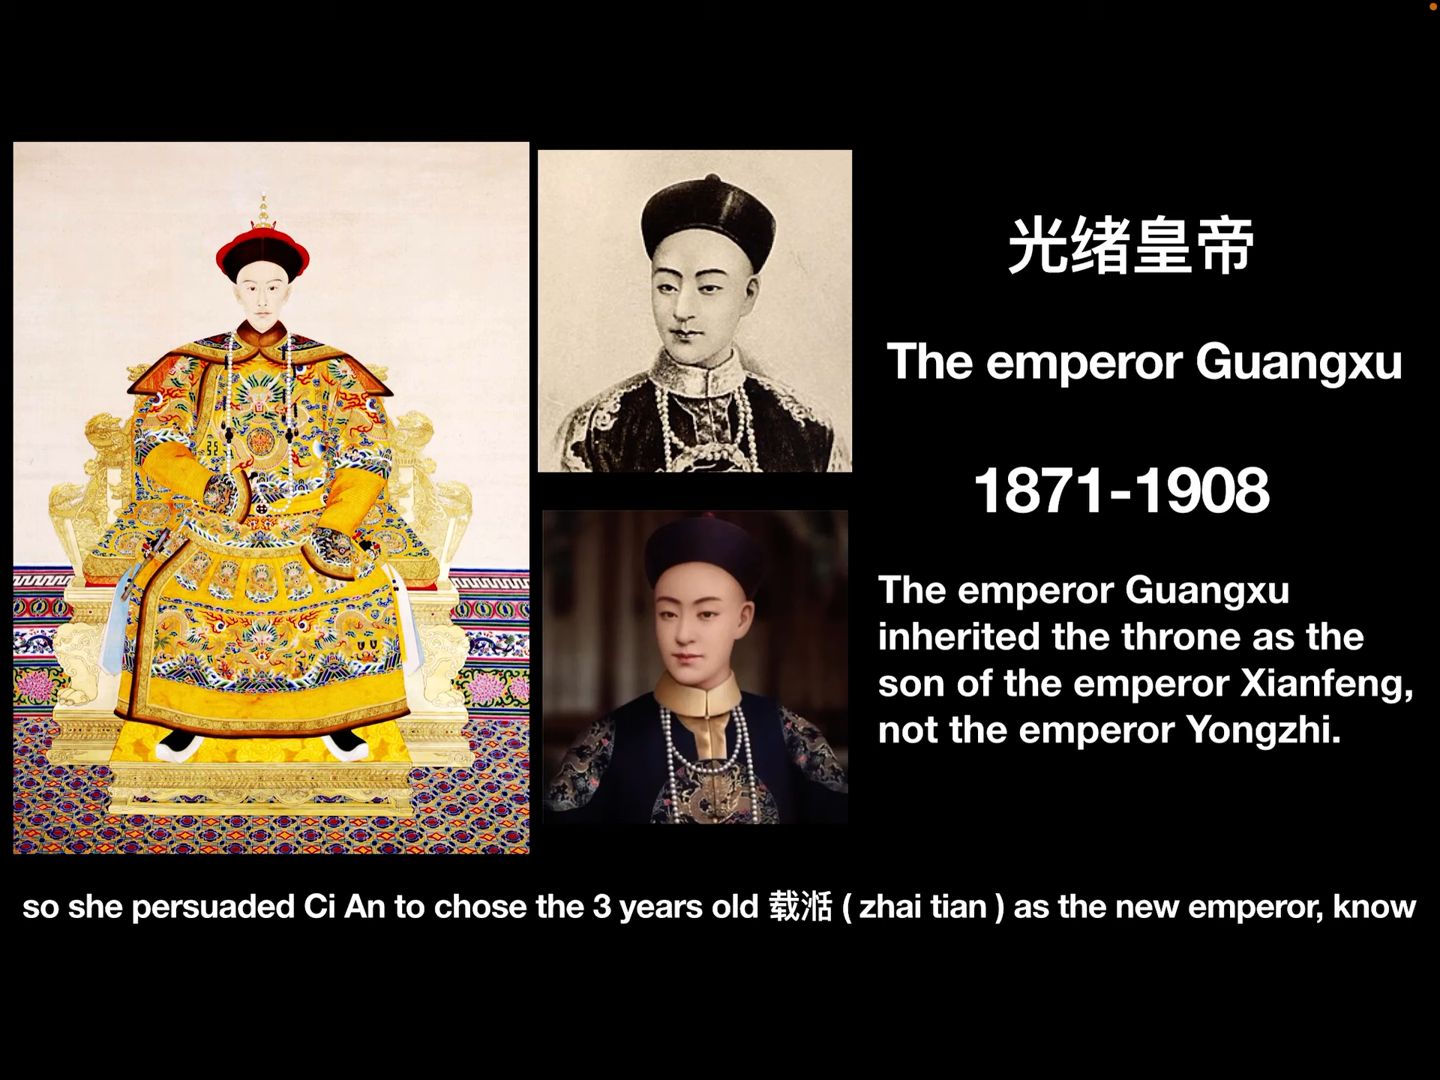 光绪皇帝
The emperor Guangxu
1871-1908
The emperor Guangxu
inherited the throne as the
son of the emperor Xianfeng,
not the emperor Yongzhi.
so she persuaded Ci An to chose the 3 years old 载湉 ( zhai tian ) as the new emperor, know